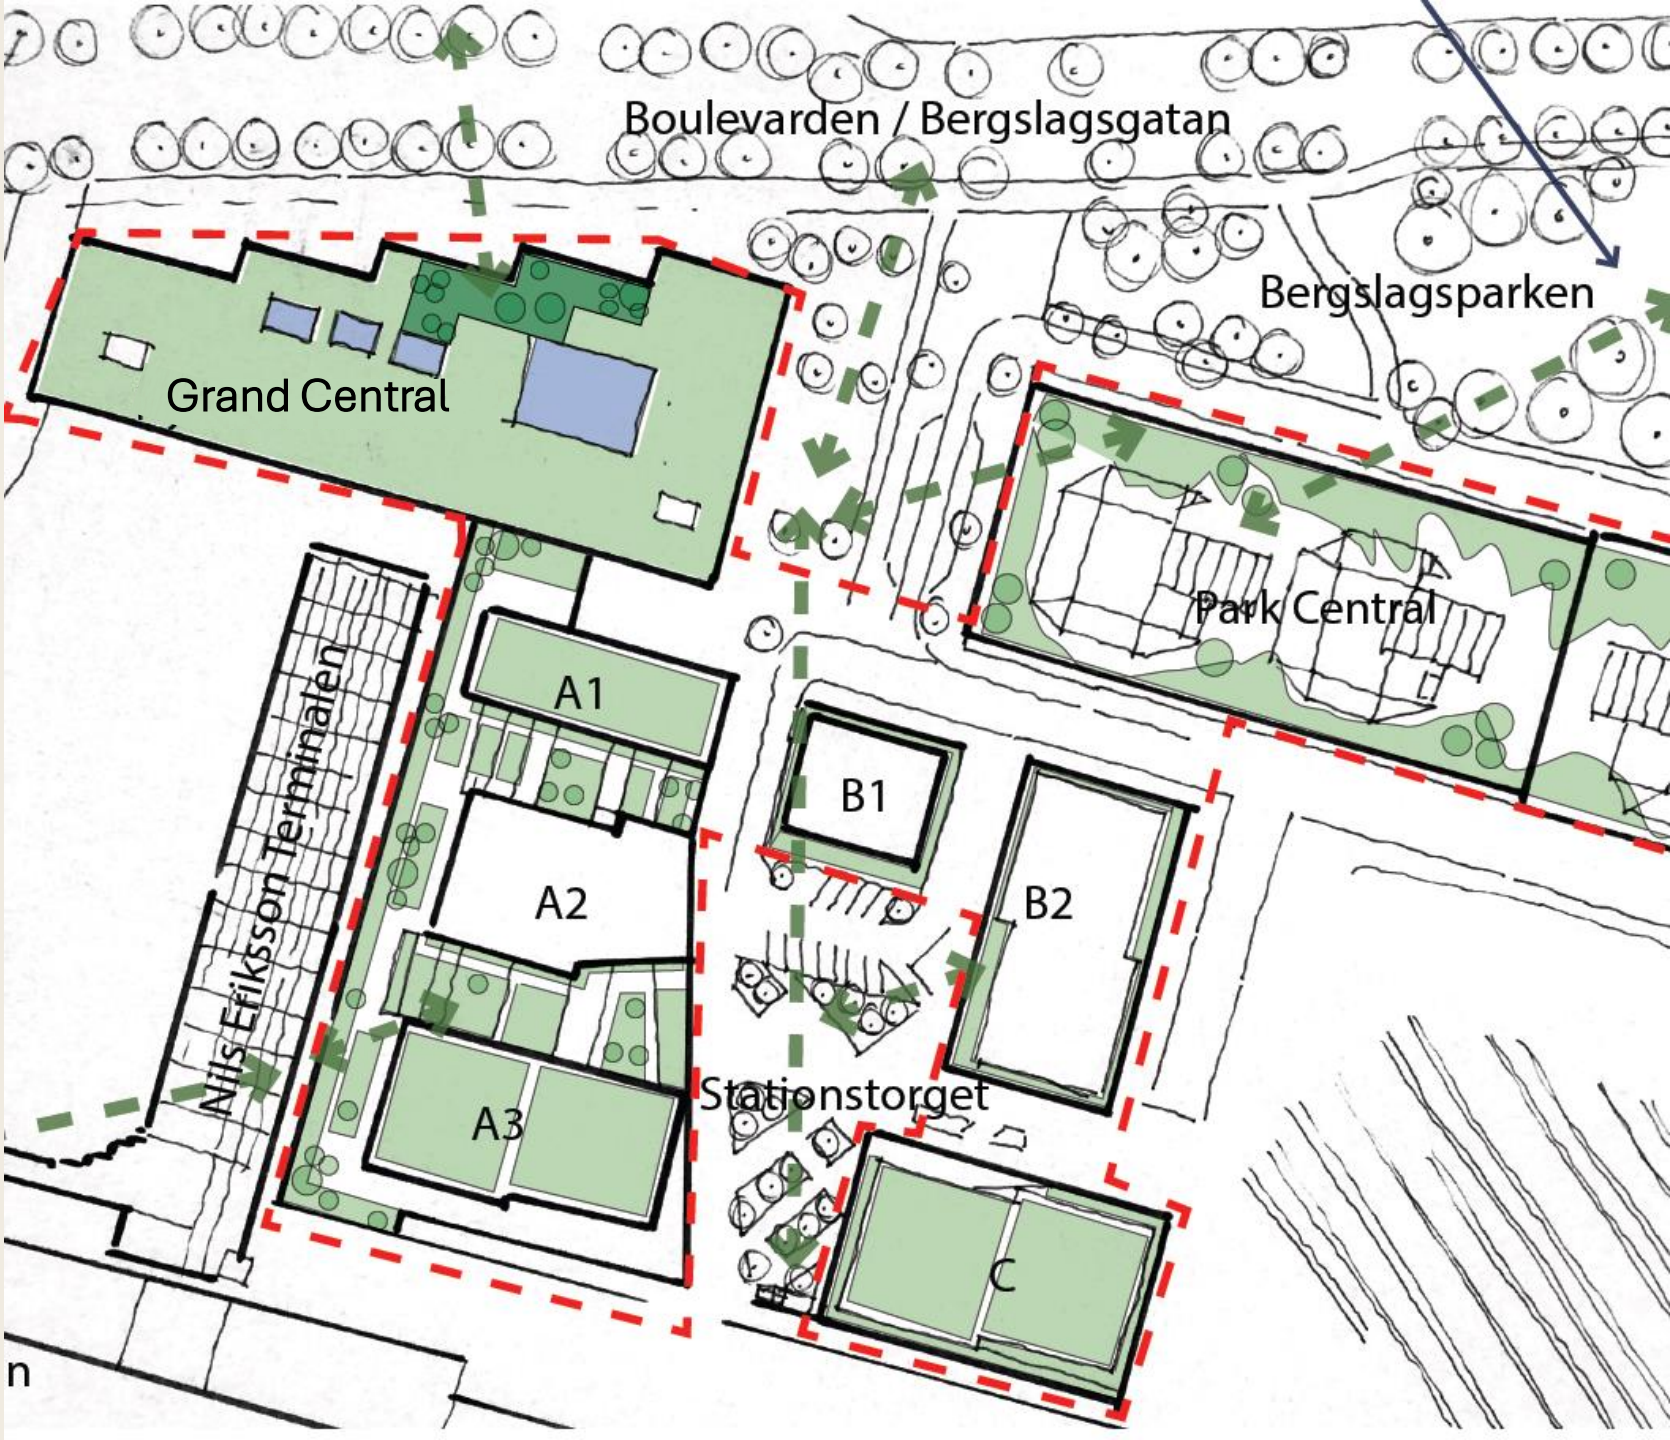 Boulevarden / Bergslagsgatan
Bergslagsparken
Grand Central
Park Central
Nils Eriksson Terminalen
A1
B1
A2
B2
Stationstorget
A3
C
n